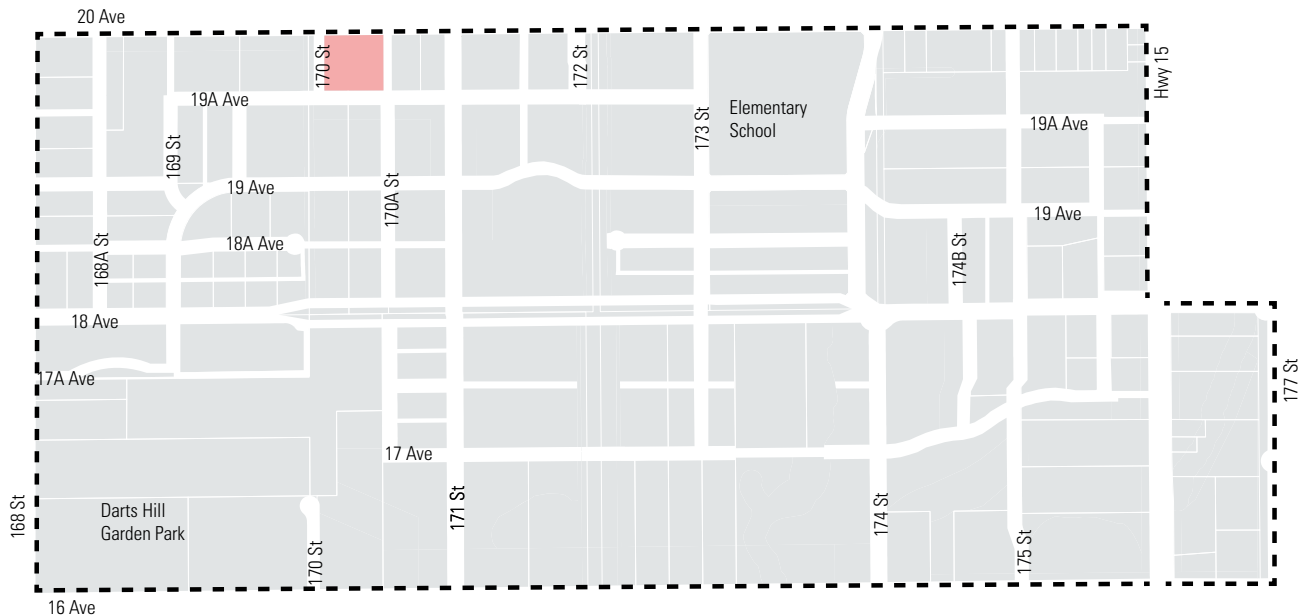 20 Ave
170 St
172 St
Hwy 15
19A Ave
Elementary
School
173 St
19A Ave
169 St
19 Ave
170A St
19 Ave
168A St
18A Ave
174B St
18 Ave
17A Ave
177 St
17 Ave
168 St
Darts Hill
Garden Park
170 St
171 St
174 St
175 St
16 Ave